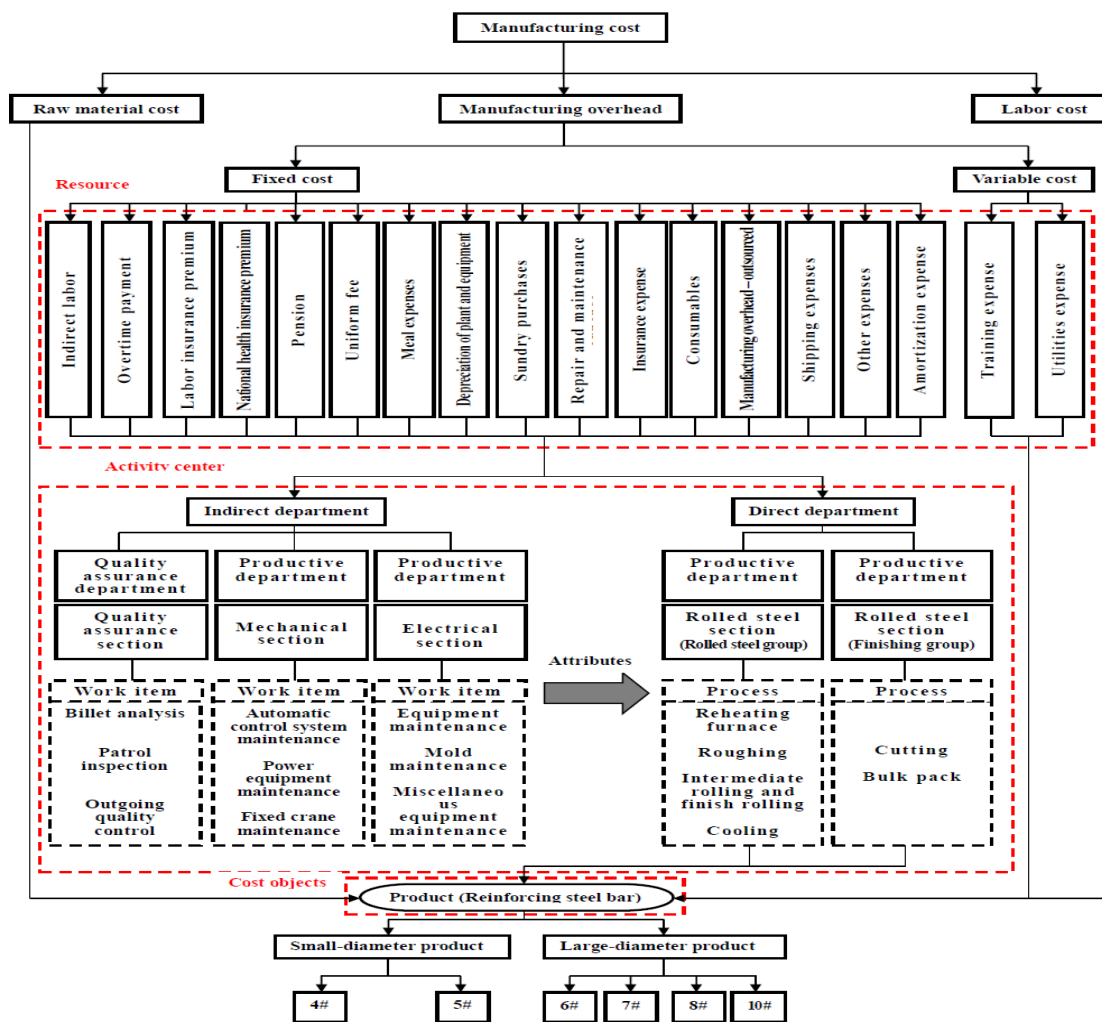 Manufacturing cost
Raw material cost
Manufacturing overhead
Labor cost
Resource
Fixed cost
Variable cost
Indirect labor
Overtime payment
Labor insurance premium
National health insurance premium
Pension
Uniform fee
Meal expenses
Depreciation of plant and equipment
Sundry purchases
Repair and maintenance
Insurance expense
Consumables
Manufacturing overhead – outsourced
Shipping expenses
Other expenses
Amortization expense
Training expense
Utilities expense
Activity center
Indirect department
Direct department
Quality
assurance
department
Productive
department
Productive
department
Productive
department
Productive
department
Quality
assurance
section
Mechanical
section
Electrical
section
Rolled steel
section
(Rolled steel group)
Rolled steel
section
(Finishing group)
Attributes
Work item
Billet analysis
Patrol
inspection
Outgoing
quality
control
Work item
Automatic
control system
maintenance
Power
equipment
maintenance
Fixed crane
maintenance
Work item
Equipment
maintenance
Mold
maintenance
Miscellaneo
us
equipment
maintenance
Process
Reheating
furnace
Roughing
Intermediate
rolling and
finish rolling
Cooling
Process
Cutting
Bulk pack
Cost objects
Product (Reinforcing steel bar)
Small-diameter product
Large-diameter product
4#
5#
6#
7#
8#
10#